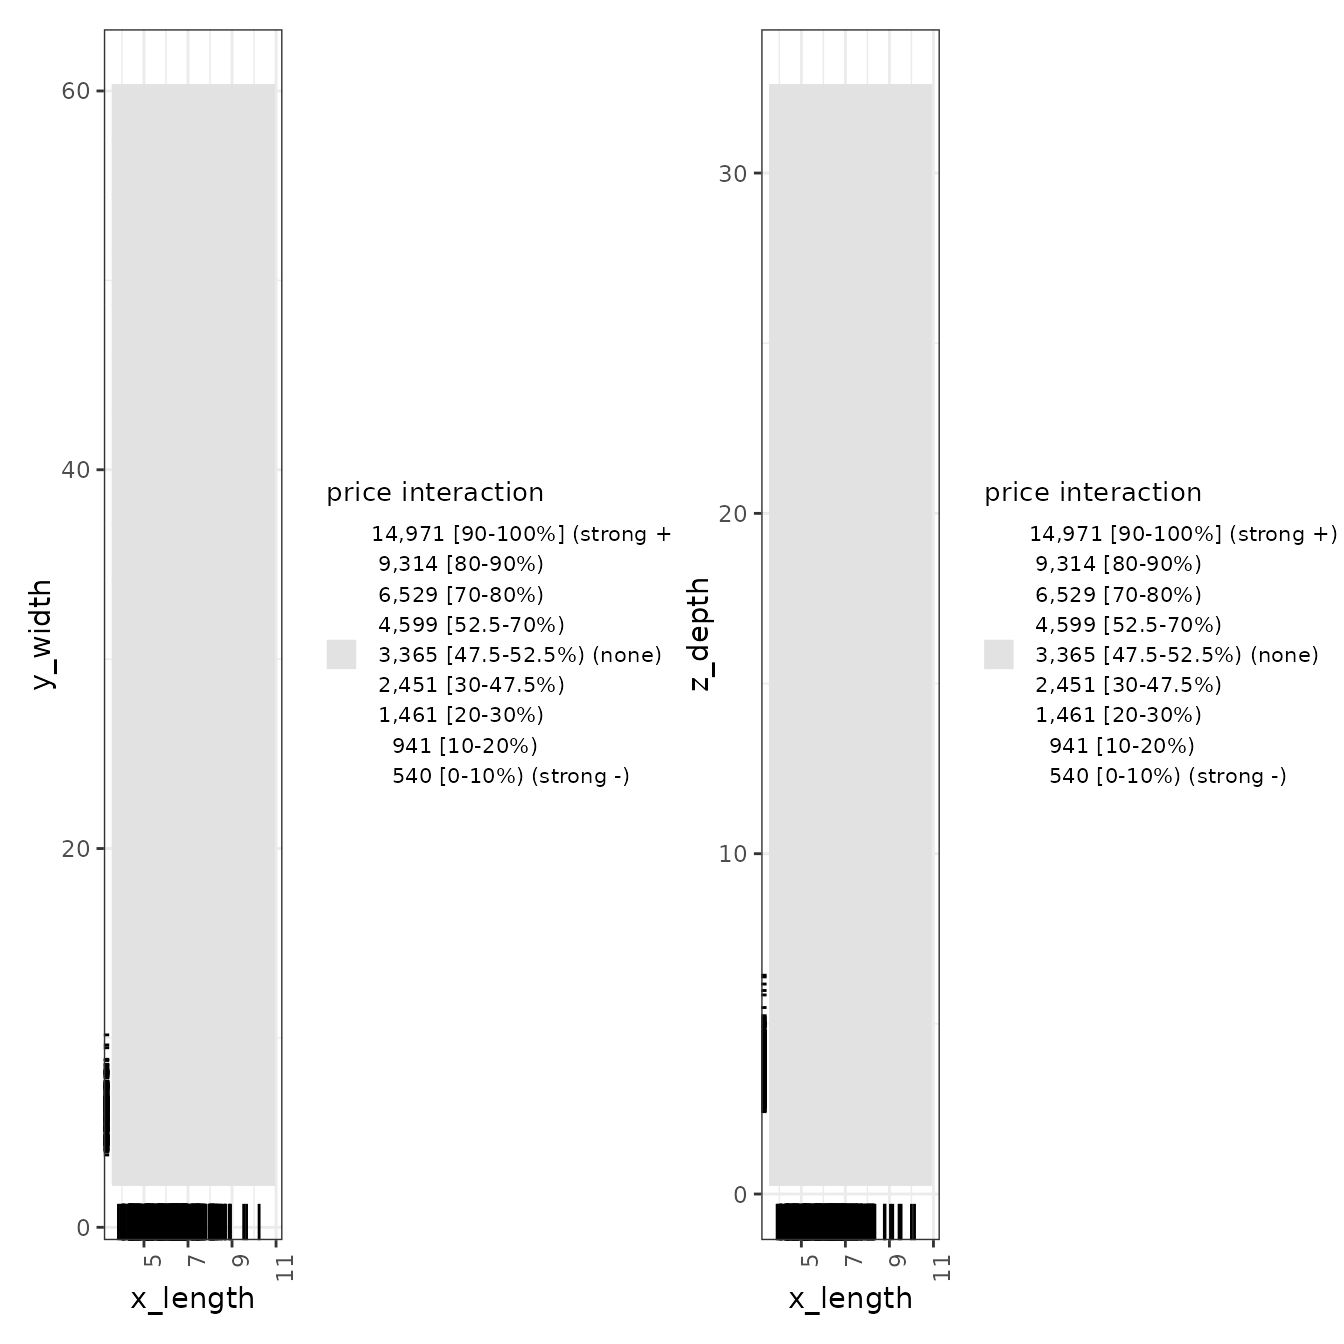 60
40
20
0
y_width
5
7
9
11
x_length
price interaction
14,971 [90-100%] (strong +
9,314 [80-90%)
6,529 [70-80%)
4,599 [52.5-70%)
3,365 [47.5-52.5%) (none)
2,451 [30-47.5%)
1,461 [20-30%)
941 [10-20%)
540 [0-10%) (strong -)
30
20
10
0
z_depth
5
7
9
11
x_length
price interaction
14,971 [90-100%] (strong +)
9,314 [80-90%)
6,529 [70-80%)
4,599 [52.5-70%)
3,365 [47.5-52.5%) (none)
2,451 [30-47.5%)
1,461 [20-30%)
941 [10-20%)
540 [0-10%) (strong -)